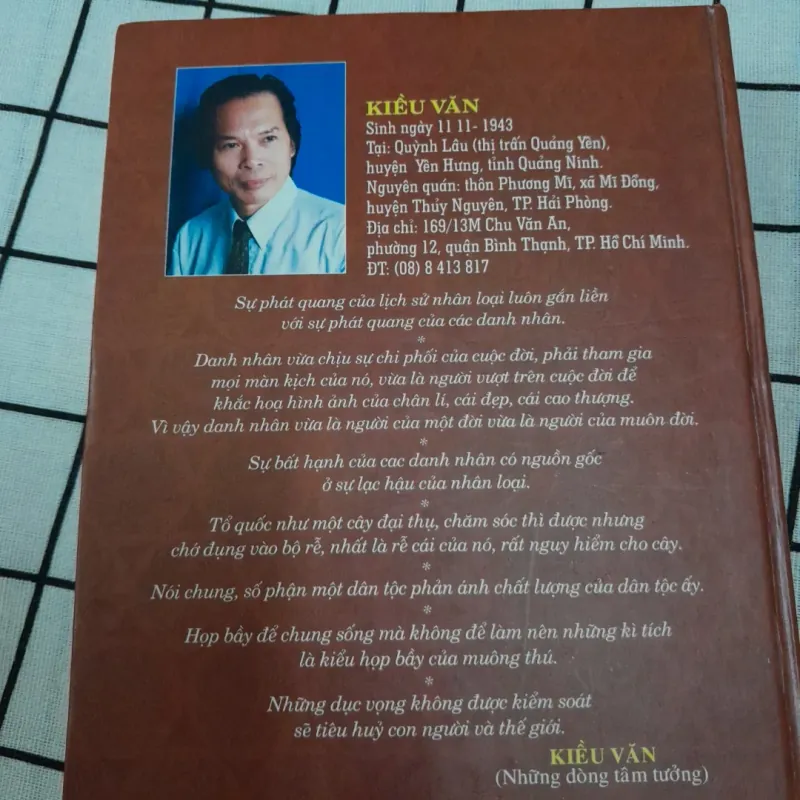 KIỀU VĂN
Sinh ngày 11 11- 1943
Tại: Quỳnh Lâu (thị trấn Quảng Yên),
huyện Yên Hưng, tỉnh Quảng Ninh.
Nguyên quán: thôn Phương Mĩ, xã Mĩ Đồng,
huyện Thủy Nguyên, TP. Hải Phòng.
Địa chỉ: 169/13M Chu Văn An,
phường 12, quận Bình Thạnh, TP. Hồ Chí Minh.
ĐT: (08) 8 413 817
Sự phát quang của lịch sử nhân loại luôn gắn liền
với sự phát quang của các danh nhân.
*
Danh nhân vừa chịu sự chi phối của cuộc đời, phải tham gia
mọi màn kịch của nó, vừa là người vượt trên cuộc đời để
khắc hoạ hình ảnh của chân lí, cái đẹp, cái cao thượng.
Vì vậy danh nhân vừa là người của một đời vừa là người của muôn đời.
*
Sự bất hạnh của cac danh nhân có nguồn gốc
ở sự lạc hậu của nhân loại.
*
Tổ quốc như một cây đại thụ, chăm sóc thì được nhưng
chớ đụng vào bộ rễ, nhất là rễ cái của nó, rất nguy hiểm cho cây.
*
Nói chung, số phận một dân tộc phản ánh chất lượng của dân tộc ấy.
*
Họp bầy để chung sống mà không để làm nên những kì tích
là kiểu họp bầy của muông thú.
*
Những dục vọng không được kiểm soát
sẽ tiêu huỷ con người và thế giới.
KIỀU VĂN
(Những dòng tâm tưởng)